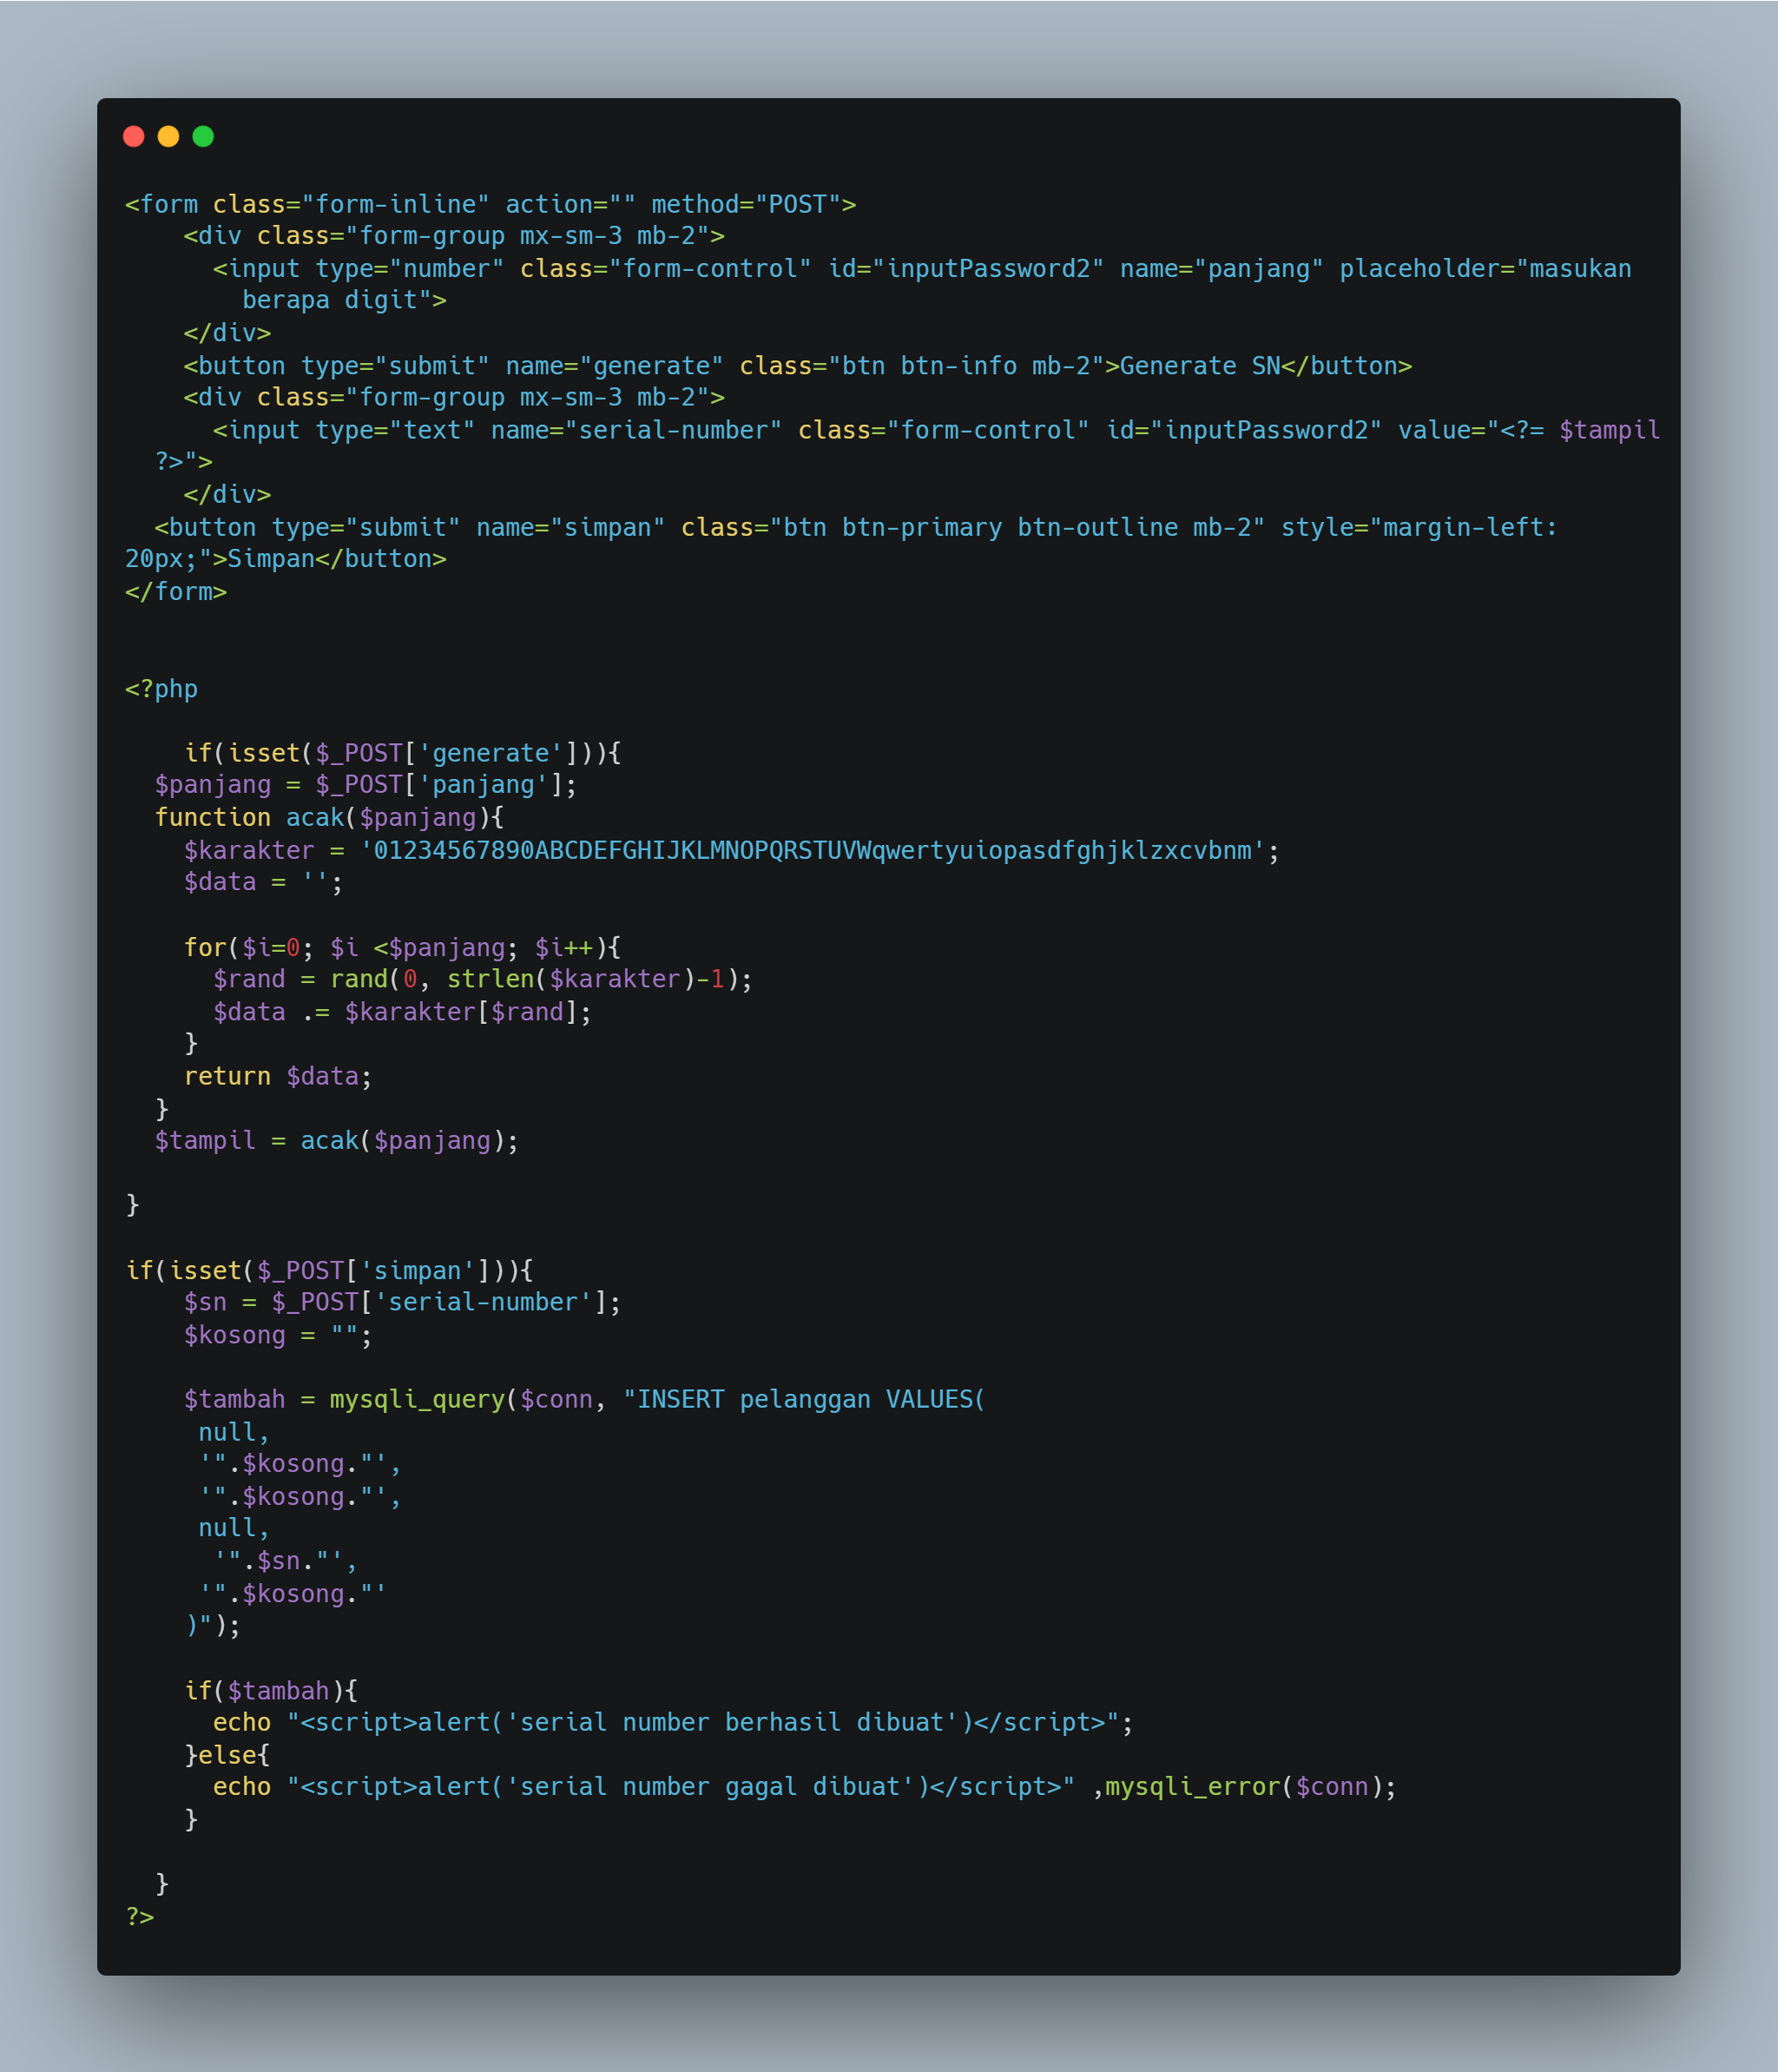 <form class="form-inline" action="" method="POST">
    <div class="form-group mx-sm-3 mb-2">
      <input type="number" class="form-control" id="inputPassword2" name="panjang" placeholder="masukan
        berapa digit">
    </div>
    <button type="submit" name="generate" class="btn btn-info mb-2">Generate SN</button>
    <div class="form-group mx-sm-3 mb-2">
      <input type="text" name="serial-number" class="form-control" id="inputPassword2" value="<?= $tampil
  ?>">
    </div>
  <button type="submit" name="simpan" class="btn btn-primary btn-outline mb-2" style="margin-left:
20px;">Simpan</button>
</form>
<?php
    if(isset($_POST['generate'])){
  $panjang = $_POST['panjang'];
  function acak($panjang){
    $karakter = '01234567890ABCDEFGHIJKLMNOPQRSTUVWqwertyuiopasdfghjklzxcvbnm';
    $data = '';
    for($i=0; $i <$panjang; $i++){
      $rand = rand(0, strlen($karakter)-1);
      $data .= $karakter[$rand];
    }
    return $data;
  }
  $tampil = acak($panjang);
}
if(isset($_POST['simpan'])){
    $sn = $_POST['serial-number'];
    $kosong = "";
    $tambah = mysqli_query($conn, "INSERT pelanggan VALUES(
     null,
     '".$kosong."',
     '".$kosong."',
     null,
      '".$sn."',
     '".$kosong."'
    )");
    if($tambah){
      echo "<script>alert('serial number berhasil dibuat')</script>";
    }else{
      echo "<script>alert('serial number gagal dibuat')</script>" ,mysqli_error($conn);
    }
  }
?>